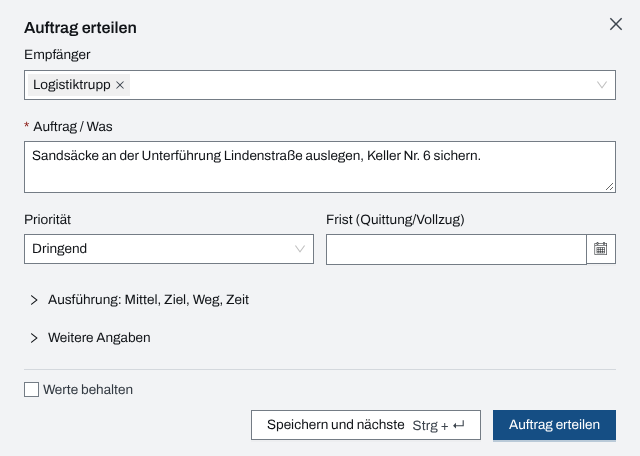 Auftrag erteilen
Empfänger
Logistiktrupp
* Auftrag / Was
Sandsäcke an der Unterführung Lindenstraße auslegen, Keller Nr. 6 sichern.
Priorität
Frist (Quittung/Vollzug)
Dringend
Ausführung: Mittel, Ziel, Weg, Zeit
Weitere Angaben
Werte behalten
Speichern und nächste Strg + ↵
Auftrag erteilen